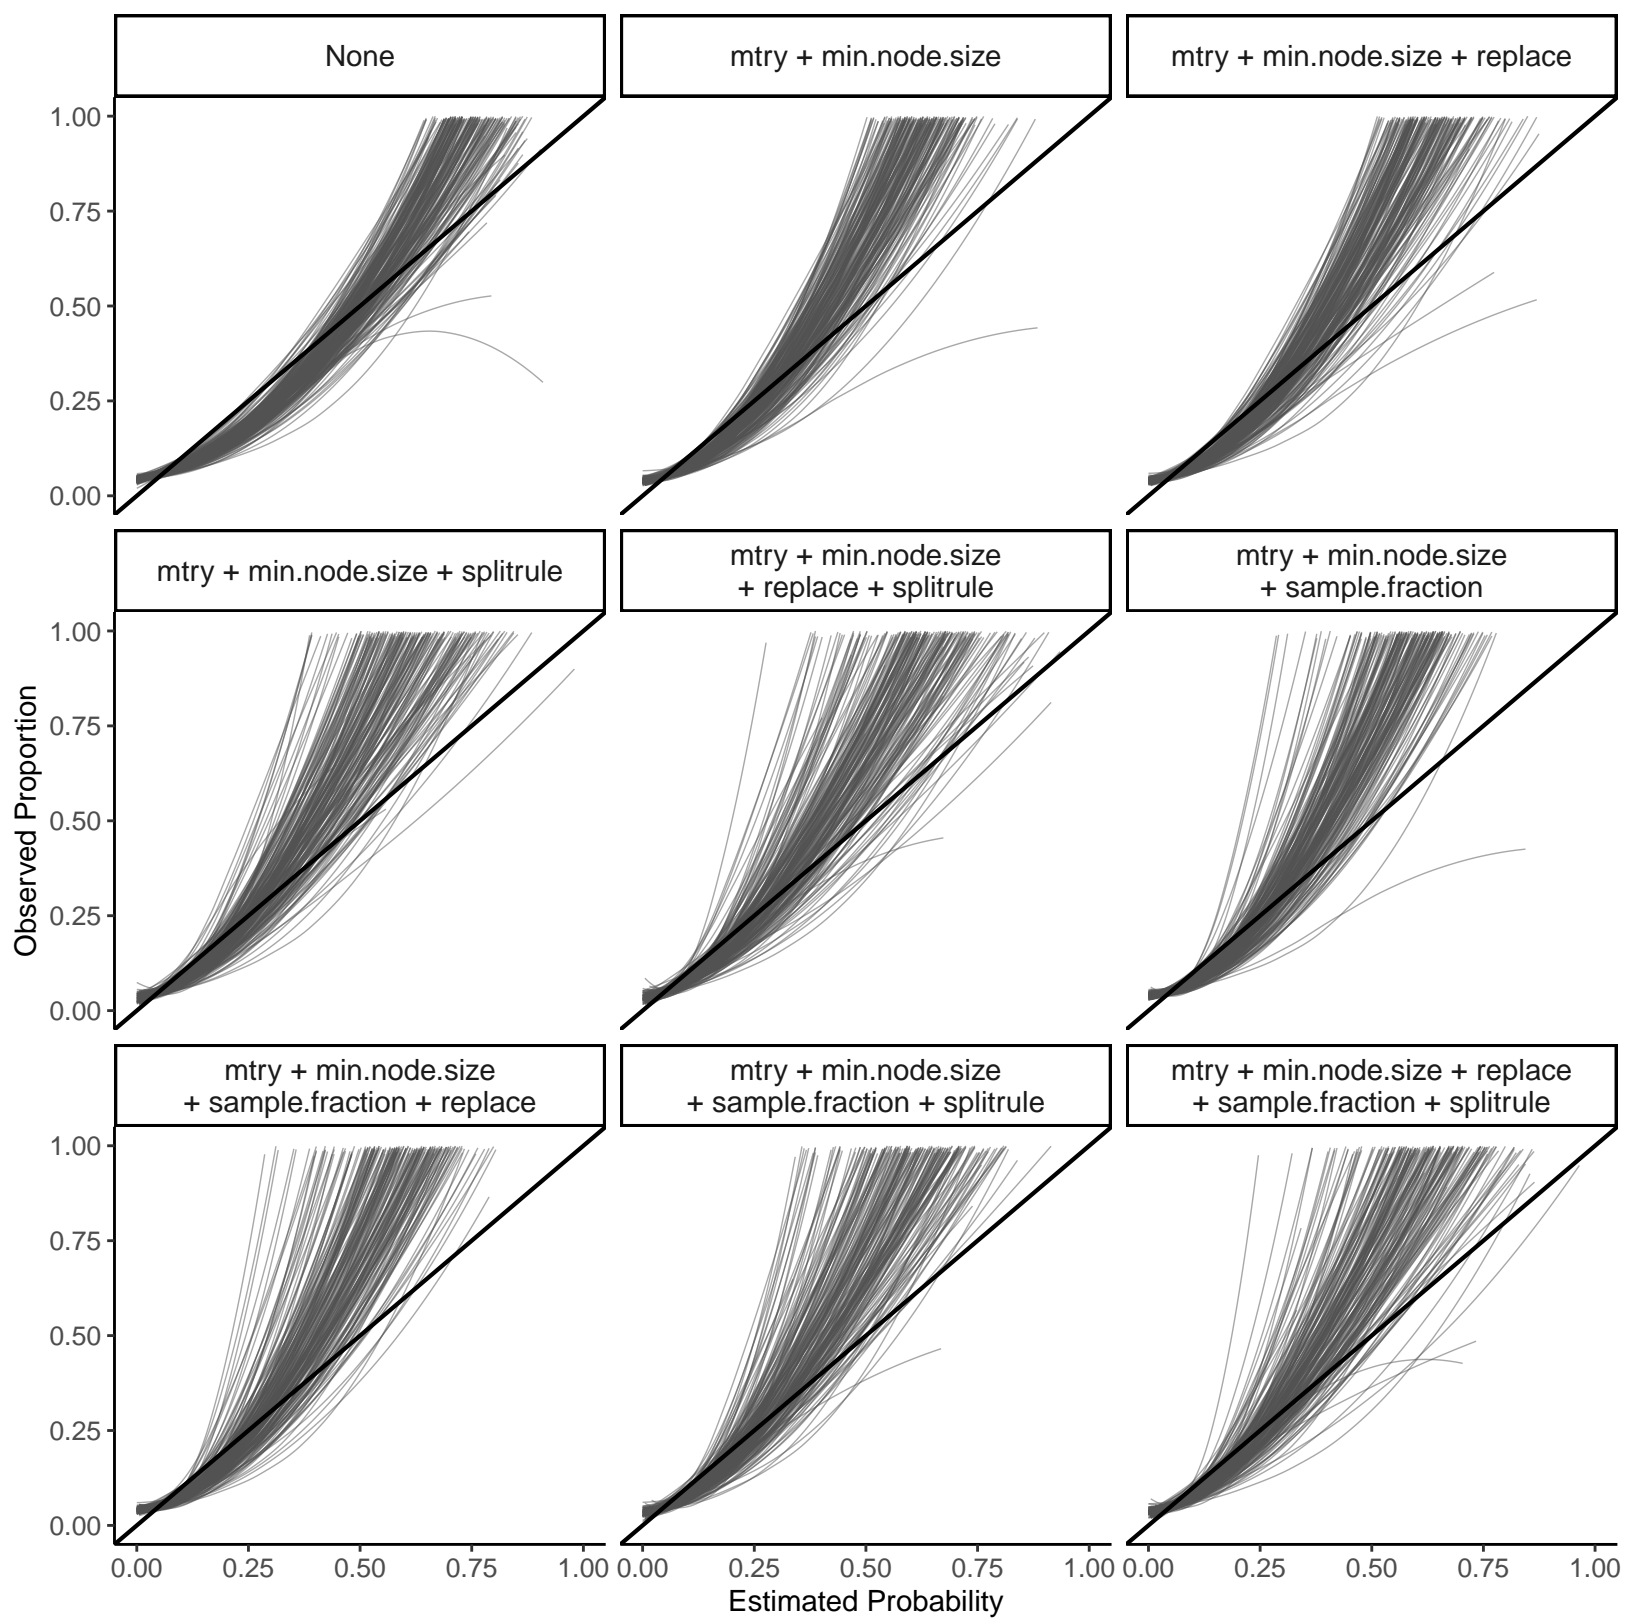 None
mtry + min.node.size
mtry + min.node.size + replace
1.00
0.75
0.50
0.25
0.00
mtry + min.node.size + splitrule
mtry + min.node.size
+ replace + splitrule
mtry + min.node.size
+ sample.fraction
1.00
0.75
0.50
0.25
0.00
Observed Proportion
mtry + min.node.size
+ sample.fraction + replace
mtry + min.node.size
+ sample.fraction + splitrule
mtry + min.node.size + replace
+ sample.fraction + splitrule
1.00
0.75
0.50
0.25
0.00
0.00 0.25 0.50 0.75 1.00
0.00 0.25 0.50 0.75 1.00
0.00 0.25 0.50 0.75 1.00
Estimated Probability